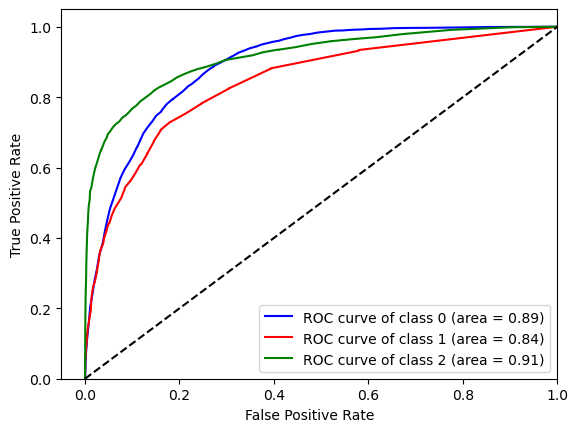 1.0
0.8
0.6
0.4
0.2
0.0
True Positive Rate
ROC curve of class 0 (area = 0.89)
ROC curve of class 1 (area = 0.84)
ROC curve of class 2 (area = 0.91)
0.0 0.2 0.4 0.6 0.8 1.0
False Positive Rate